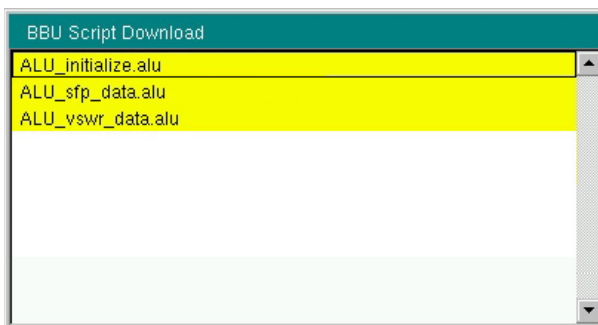 BBU Script Download
ALU_initialize.alu
ALU_sfp_data.alu
ALU_vswr_data.alu